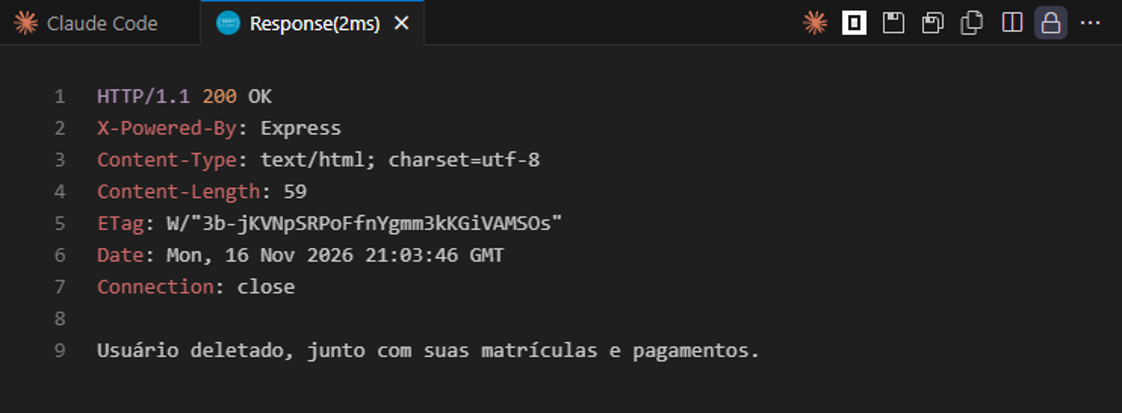 Claude Code
Response(2ms)
1 HTTP/1.1 200 OK
2 X-Powered-By: Express
3 Content-Type: text/html; charset=utf-8
4 Content-Length: 59
5 ETag: W/"3b-jKVNpSRPoFfnYgmm3kKGiVAMSOs"
6 Date: Mon, 16 Nov 2026 21:03:46 GMT
7 Connection: close
8
9 Usuário deletado, junto com suas matrículas e pagamentos.